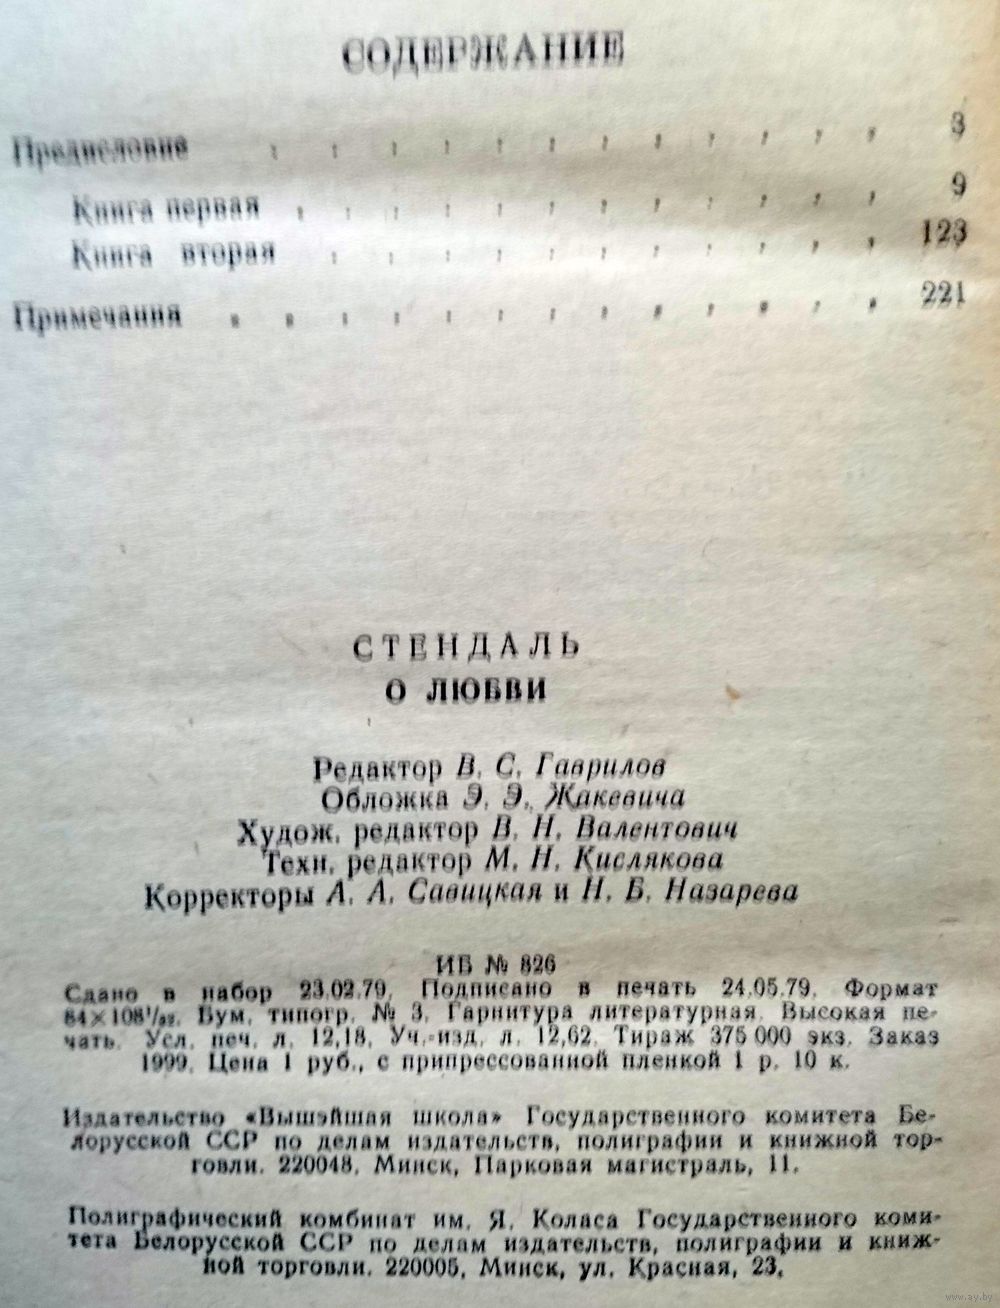 СОДЕРЖАНИЕ
Предисловие . . . . . . . . . . . . 3
Книга первая . . . . . . . . . . . . 9
Книга вторая . . . . . . . . . . . 123
Примечания . . . . . . . . . . . . . 221
СТЕНДАЛЬ
О ЛЮБВИ
Редактор В. С. Гаврилов
Обложка Э. Э. Жакевича
Худож. редактор В. Н. Валентович
Техн. редактор М. Н. Кислякова
Корректоры А. А. Савицкая и Н. Б. Назарева
ИБ № 826
Сдано в набор 23.02.79. Подписано в печать 24.05.79. Формат
84×108¹/₃₂. Бум. типогр. № 3. Гарнитура литературная. Высокая пе-
чать. Усл. печ. л. 12,18. Уч.-изд. л. 12,62. Тираж 375 000 экз. Заказ
1999. Цена 1 руб., с припрессованной пленкой 1 р. 10 к.
Издательство «Вышэйшая школа» Государственного комитета Бе-
лорусской ССР по делам издательств, полиграфии и книжной тор-
говли. 220048, Минск, Парковая магистраль, 11.
Полиграфический комбинат им. Я. Коласа Государственного коми-
тета Белорусской ССР по делам издательств, полиграфии и книж-
ной торговли. 220005, Минск, ул. Красная, 23.
www.ay.by